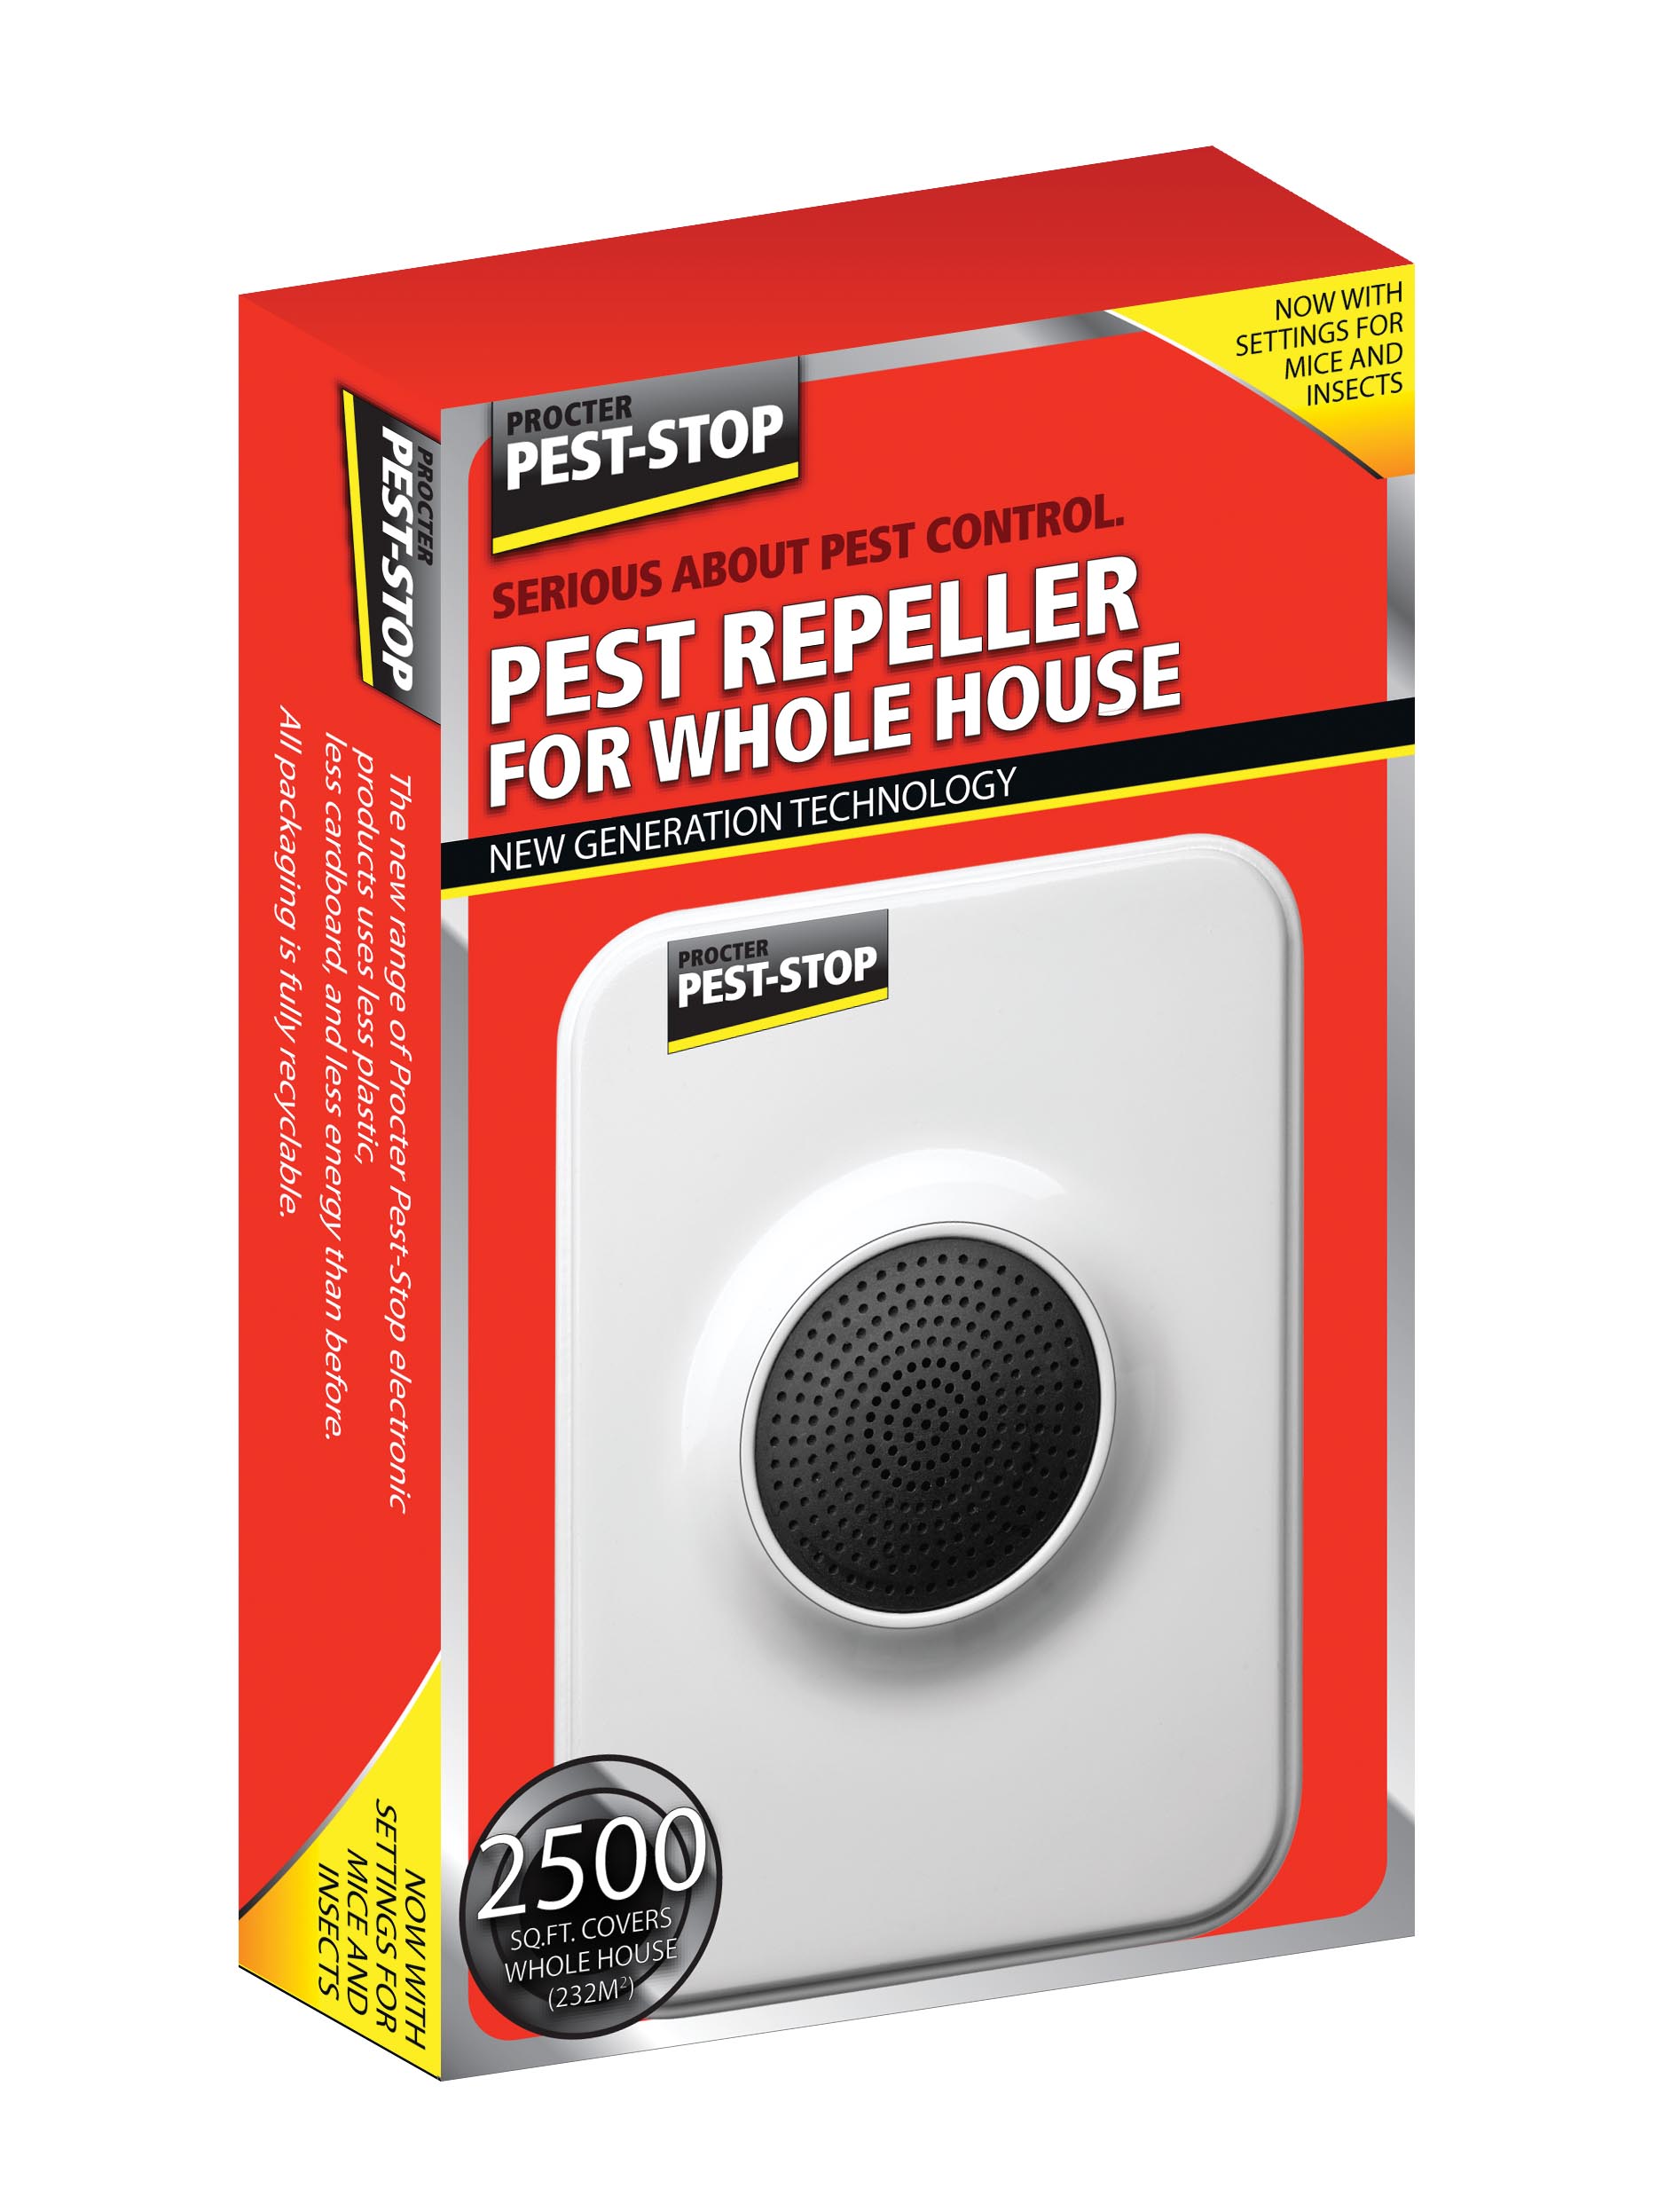 NOW WITH
SETTINGS FOR
MICE AND
INSECTS
PROCTER
PEST-STOP
SERIOUS ABOUT PEST CONTROL.
PEST REPELLER
FOR WHOLE HOUSE
NEW GENERATION TECHNOLOGY
PROCTER
PEST-STOP
2500
SQ.FT. COVERS
WHOLE HOUSE
(232M²)
PROCTER
PEST-STOP
The new range of Procter Pest-Stop electronic
products uses less plastic,
less cardboard, and less energy than before.
All packaging is fully recyclable.
NOW WITH
SETTINGS FOR
MICE AND
INSECTS